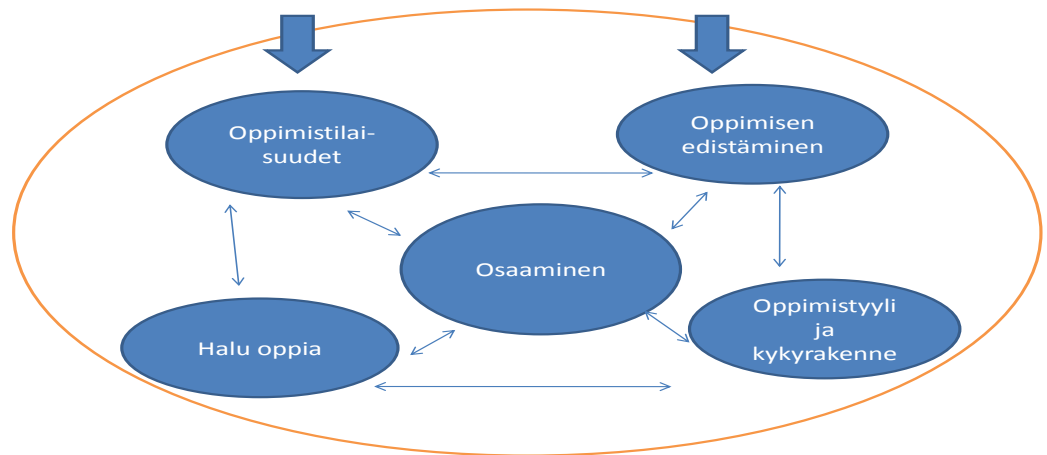 Oppimistilai-
suudet
Oppimisen
edistäminen
Osaaminen
Halu oppia
Oppimistyyli
ja
kykyrakenne